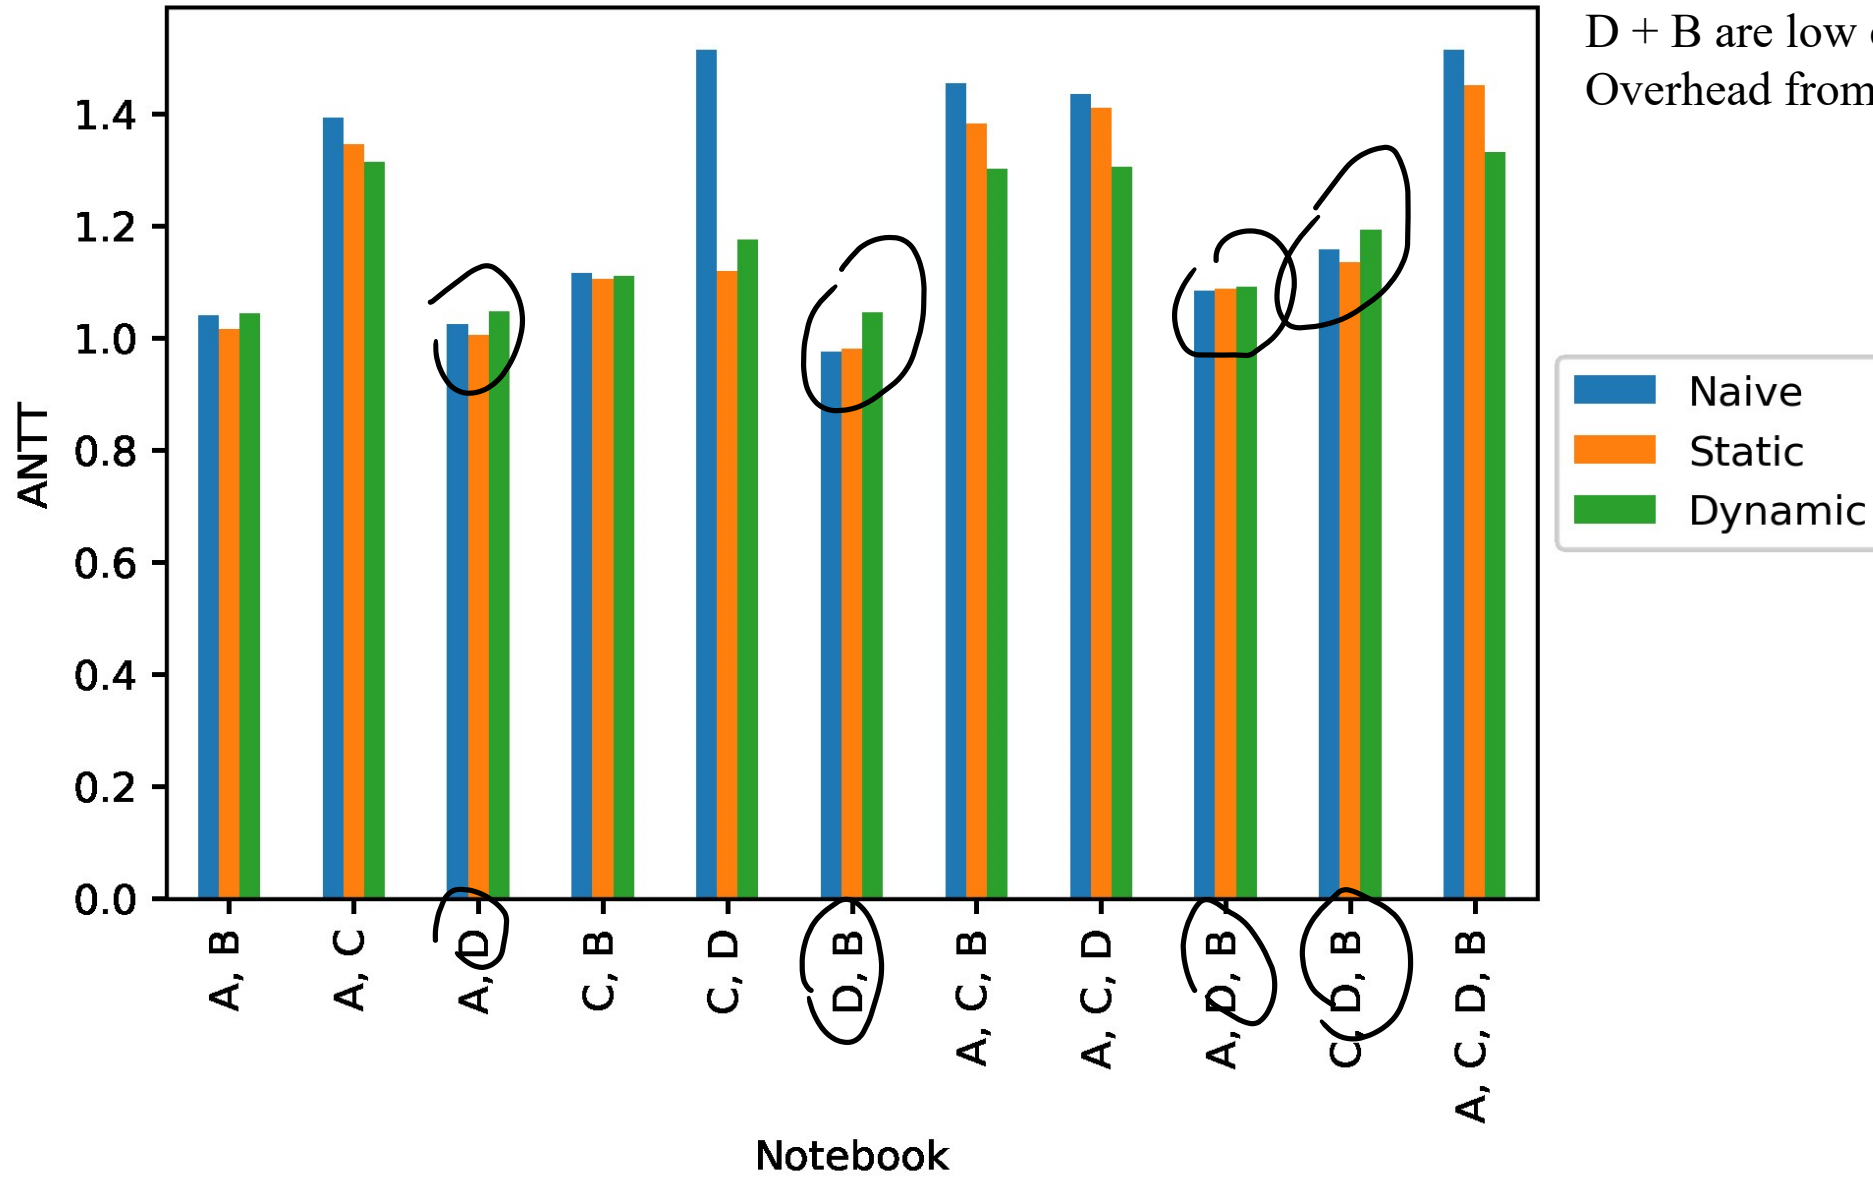 D + B are low
Overhead from
1.4
1.2
1.0
0.8
0.6
0.4
0.2
0.0
ANTT
Naive
Static
Dynamic
A, B
A, C
A, D
C, B
C, D
D, B
A, C, B
A, C, D
A, D, B
C, D, B
A, C, D, B
Notebook